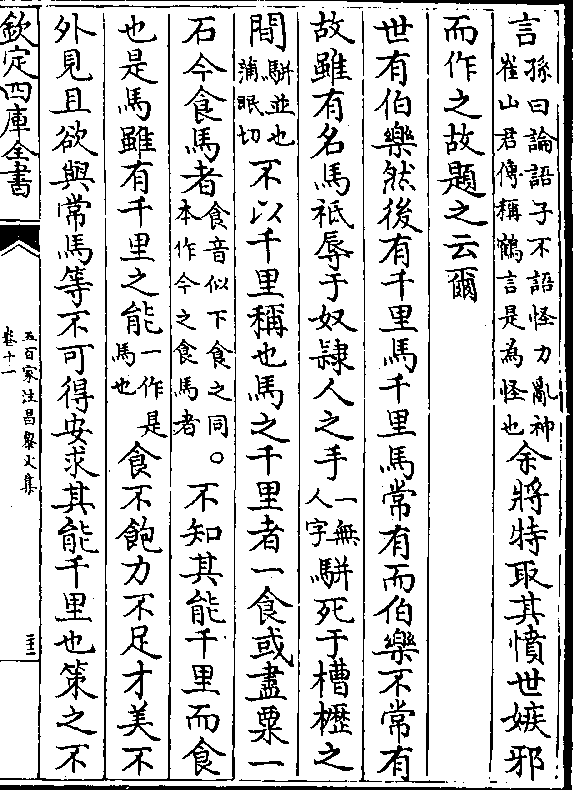 言孫曰論語子不語怪力亂神崔山君傳稱鶴言是為怪也余將特取其憤世嫉邪
而作之故題之云爾
世有伯樂然後有千里馬千里馬常有而伯樂不常有
故雖有名馬祗辱于奴隷人之手一無人字駢死于槽櫪之
間駢並也蒲眠切不以千里稱也馬之千里者一食或盡粟一
石今食馬者食音似下食之同。本作今之食馬者不知其能千里而食
也是馬雖有千里之能一作是馬也食不飽力不足才美不
外見且欲與常馬等不可得安求其能千里也策之不
欽定四庫全書
五百家注昌黎文集
卷十一